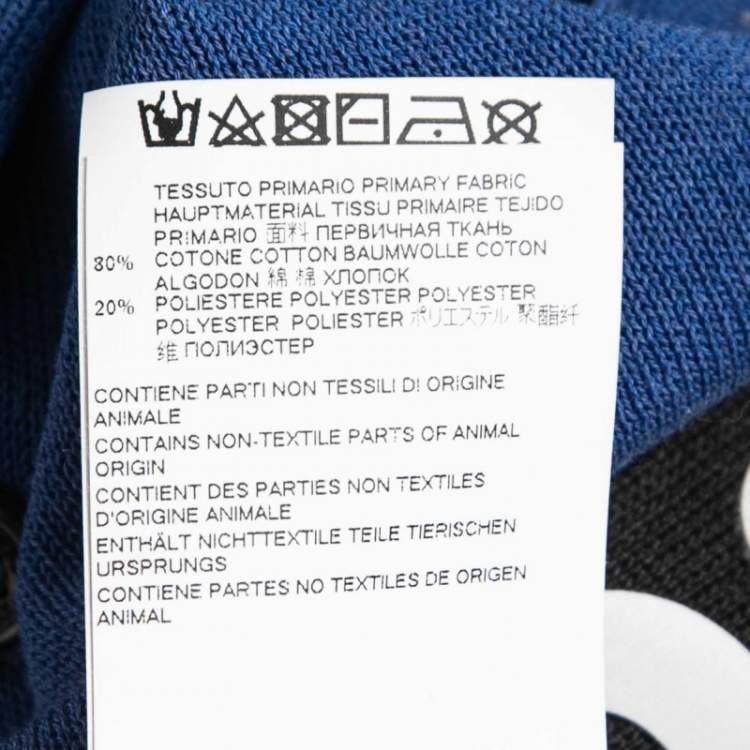 TESSUTO PRIMARIO PRIMARY FABRIC
HAUPTMATERIAL TISSU PRIMAIRE TEJIDO
PRIMARIO 面料 ПЕРВИЧНАЯ ТКАНЬ
80% COTONE COTTON BAUMWOLLE COTON
ALGODON 綿 棉 ХЛОПОК
20% POLIESTERE POLYESTER POLYESTER
POLYESTER POLIESTER ポリエステル 聚酯纤
维 ПОЛИЭСТЕР
CONTIENE PARTI NON TESSILI DI ORIGINE
ANIMALE
CONTAINS NON-TEXTILE PARTS OF ANIMAL
ORIGIN
CONTIENT DES PARTIES NON TEXTILES
D'ORIGINE ANIMALE
ENTHÄLT NICHTTEXTILE TEILE TIERISCHEN
URSPRUNGS
CONTIENE PARTES NO TEXTILES DE ORIGEN
ANIMAL